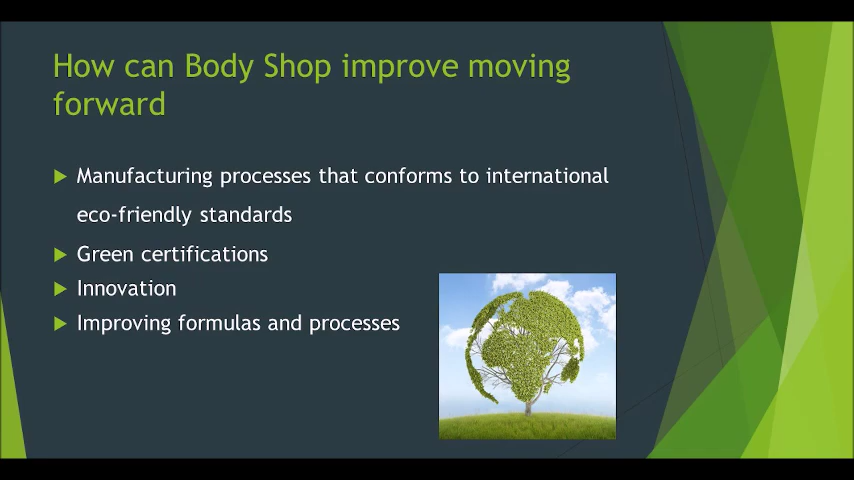 How can Body Shop improve moving
forward
Manufacturing processes that conforms to international
eco-friendly standards
Green certifications
Innovation
Improving formulas and processes